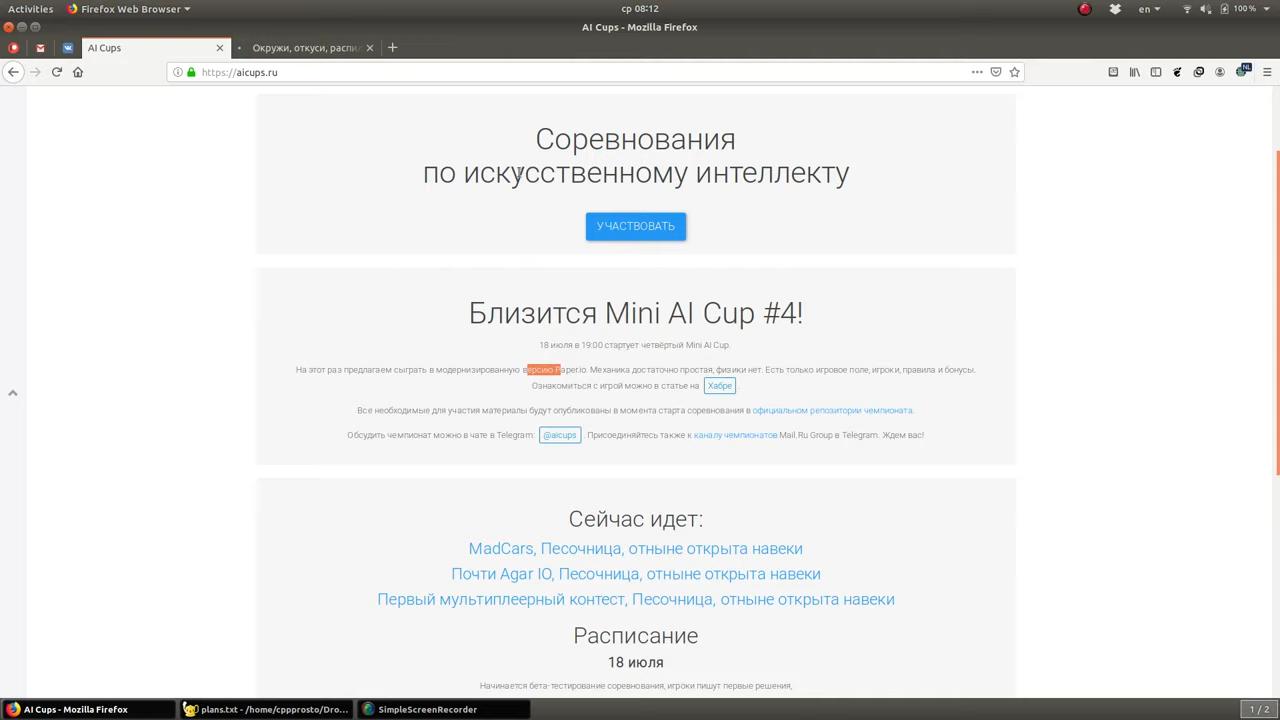 Activities Firefox Web Browser ср 08:12 en 100 %
AI Cups - Mozilla Firefox
AI Cups Окружи, откуси, распил
https://aicups.ru NL
Соревнования
по искусственному интеллекту
УЧАСТВОВАТЬ
Близится Mini AI Cup #4!
18 июля в 19:00 стартует четвёртый Mini AI Cup.
На этот раз предлагаем сыграть в модернизированную версию Paper.io. Механика достаточно простая, физики нет. Есть только игровое поле, игроки, правила и бонусы.
Ознакомиться с игрой можно в статье на Хабре .
Все необходимые для участия материалы будут опубликованы в момента старта соревнования в официальном репозитории чемпионата.
Обсудить чемпионат можно в чате в Telegram: @aicups . Присоединяйтесь также к каналу чемпионатов Mail.Ru Group в Telegram. Ждем вас!
Сейчас идет:
MadCars, Песочница, отныне открыта навеки
Почти Agar IO, Песочница, отныне открыта навеки
Первый мультиплеерный контест, Песочница, отныне открыта навеки
Расписание
18 июля
Начинается бета-тестирование соревнования, игроки пишут первые решения,
AI Cups - Mozilla Firefox plans.txt - /home/cppprosto/Dro... SimpleScreenRecorder 1 / 2